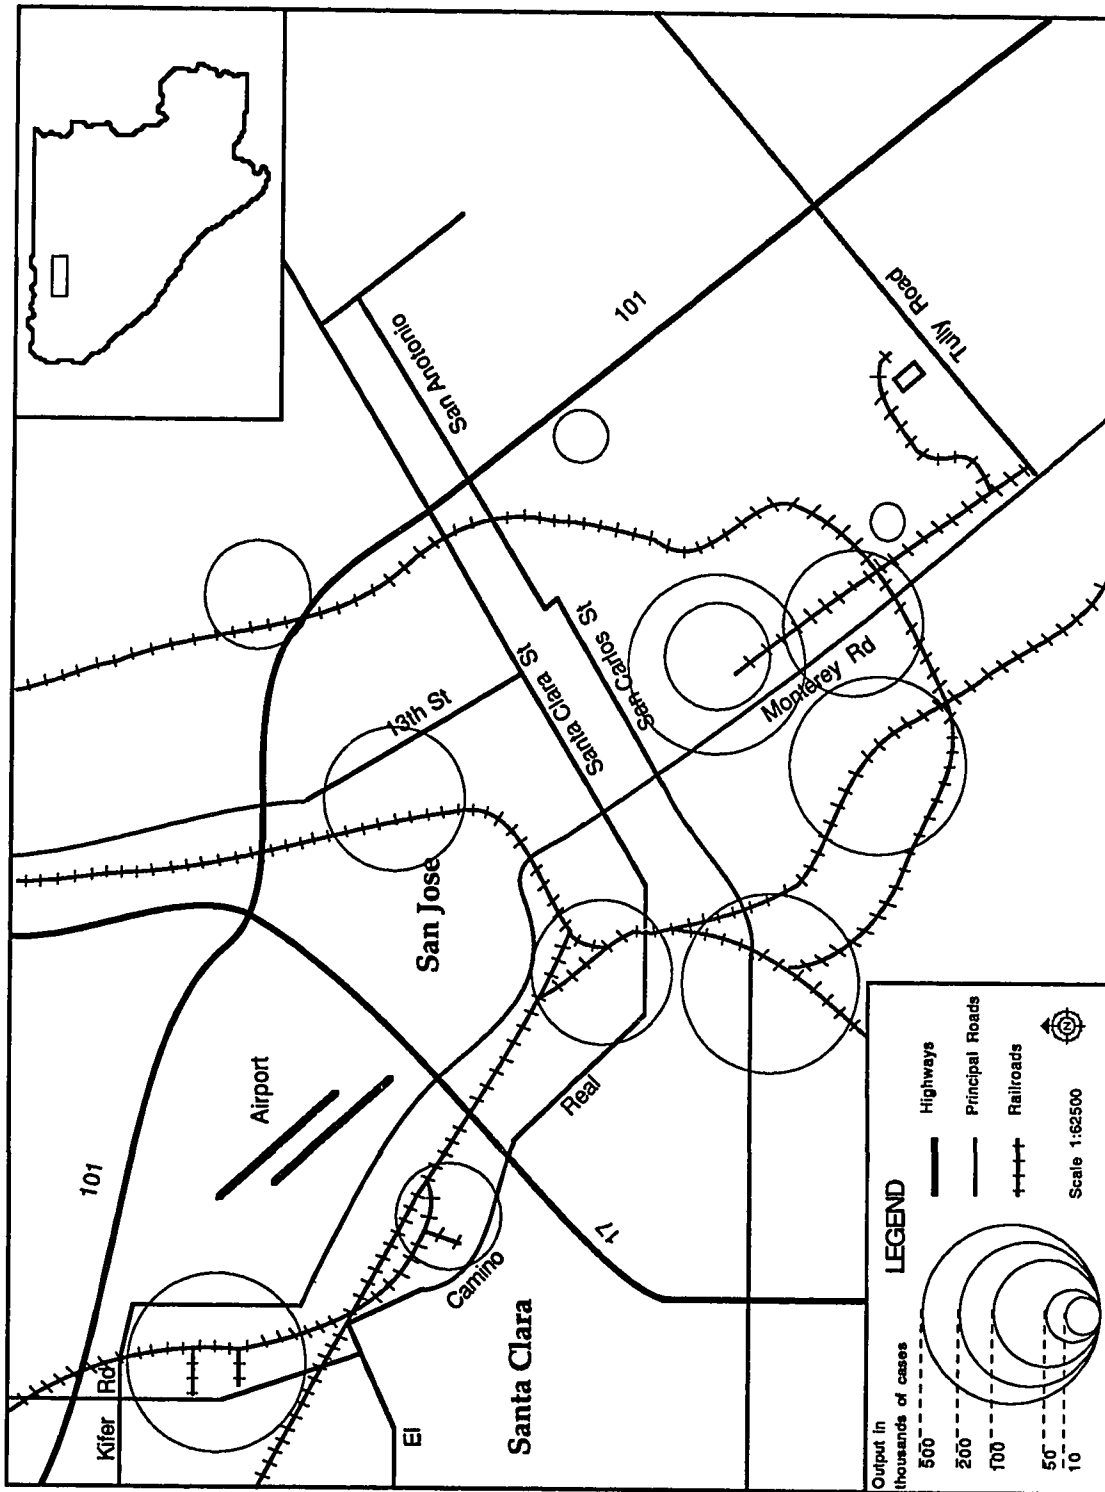 Kifer Rd
101
Airport
El
Camino
Real
17
Santa Clara
San Jose
13th St
Santa Clara St
San Carlos St
San Anotonio
101
Monterey Rd
Tully Road
LEGEND
Output in
thousands of cases
500
200
100
50
10
Highways
Principal Roads
Railroads
Scale 1:62500
N